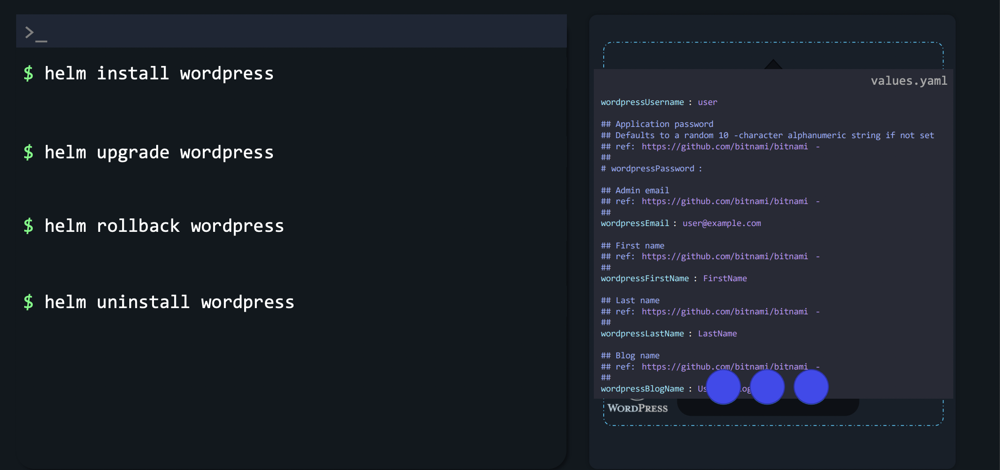 >_
$ helm install wordpress
$ helm upgrade wordpress
$ helm rollback wordpress
$ helm uninstall wordpress
values.yaml
wordpressUsername : user
## Application password
## Defaults to a random 10 -character alphanumeric string if not set
## ref: https://github.com/bitnami/bitnami -
##
# wordpressPassword :
## Admin email
## ref: https://github.com/bitnami/bitnami -
##
wordpressEmail : user@example.com
## First name
## ref: https://github.com/bitnami/bitnami -
##
wordpressFirstName : FirstName
## Last name
## ref: https://github.com/bitnami/bitnami -
##
wordpressLastName : LastName
## Blog name
## ref: https://github.com/bitnami/bitnami -
##
wordpressBlogName :
WORDPRESS